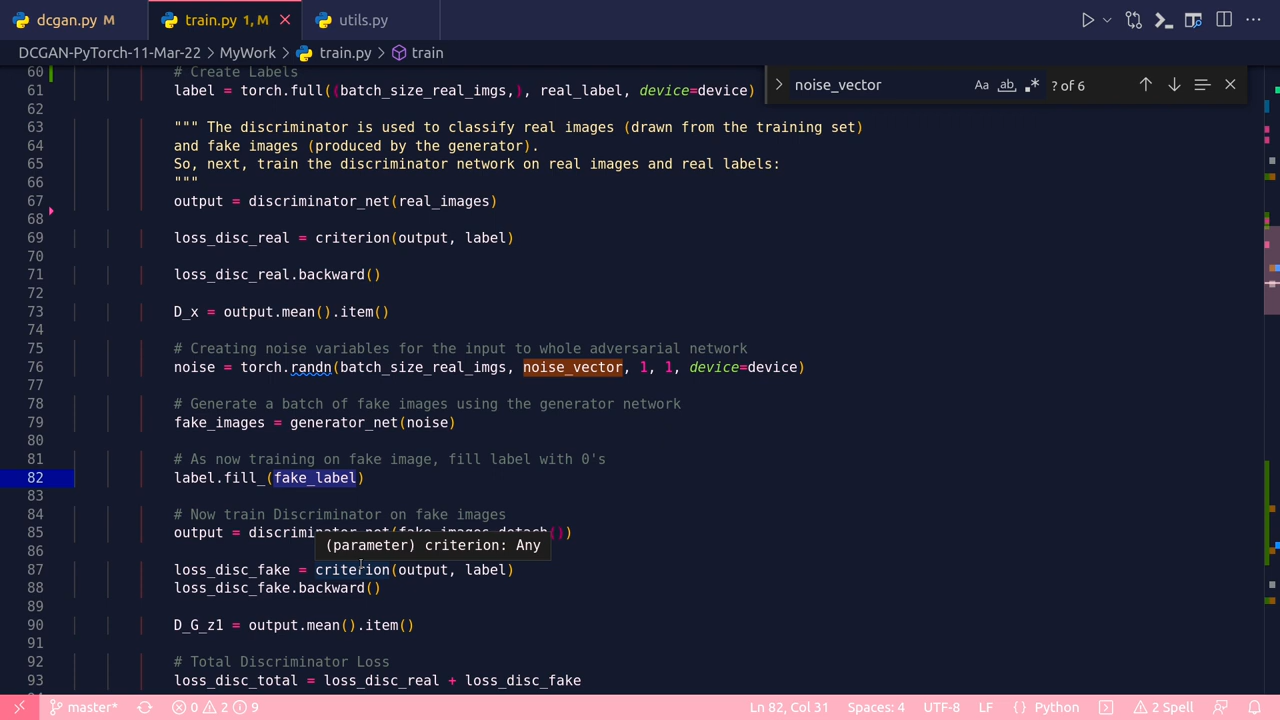 dcgan.py M train.py 1, M utils.py
DCGAN-PyTorch-11-Mar-22 > MyWork > train.py > train
noise_vector Aa ab .* ? of 6
60 # Create Labels
61 label = torch.full((batch_size_real_imgs,), real_label, device=device)
62
63 """ The discriminator is used to classify real images (drawn from the training set)
64 and fake images (produced by the generator).
65 So, next, train the discriminator network on real images and real labels:
66 """
67 output = discriminator_net(real_images)
68
69 loss_disc_real = criterion(output, label)
70
71 loss_disc_real.backward()
72
73 D_x = output.mean().item()
74
75 # Creating noise variables for the input to whole adversarial network
76 noise = torch.randn(batch_size_real_imgs, noise_vector, 1, 1, device=device)
77
78 # Generate a batch of fake images using the generator network
79 fake_images = generator_net(noise)
80
81 # As now training on fake image, fill label with 0's
82 label.fill_(fake_label)
83
84 # Now train Discriminator on fake images
85 output = discriminator_net(fake_images.detach())
(parameter) criterion: Any
86
87 loss_disc_fake = criterion(output, label)
88 loss_disc_fake.backward()
89
90 D_G_z1 = output.mean().item()
91
92 # Total Discriminator Loss
93 loss_disc_total = loss_disc_real + loss_disc_fake
master* 0 2 9 Ln 82, Col 31 Spaces: 4 UTF-8 LF {} Python 2 Spell